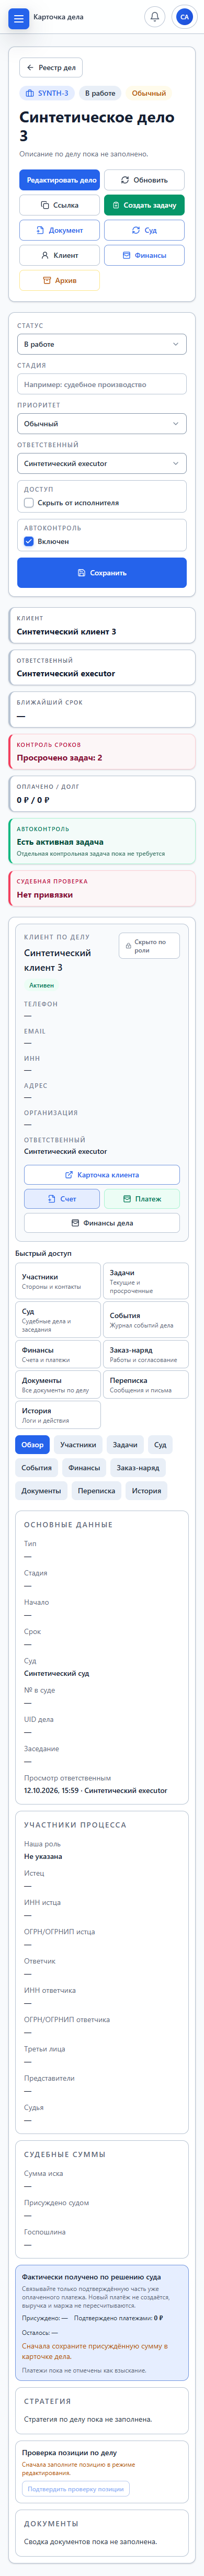 Карточка дела
CA
Реестр дел
SYNTH-3
В работе
Обычный
Синтетическое дело
3
Описание по делу пока не заполнено.
Редактировать дело
Обновить
Ссылка
Создать задачу
Документ
Суд
Клиент
Финансы
Архив
СТАТУС
В работе
СТАДИЯ
Например: судебное производство
ПРИОРИТЕТ
Обычный
ОТВЕТСТВЕННЫЙ
Синтетический executor
ДОСТУП
Скрыть от исполнителя
АВТОКОНТРОЛЬ
Включен
Сохранить
КЛИЕНТ
Синтетический клиент 3
ОТВЕТСТВЕННЫЙ
Синтетический executor
БЛИЖАЙШИЙ СРОК
—
КОНТРОЛЬ СРОКОВ
Просрочено задач: 2
ОПЛАЧЕНО / ДОЛГ
0 ₽ / 0 ₽
АВТОКОНТРОЛЬ
Есть активная задача
Отдельная контрольная задача пока не требуется
СУДЕБНАЯ ПРОВЕРКА
Нет привязки
КЛИЕНТ ПО ДЕЛУ
Синтетический
клиент 3
Скрыто по
роли
Активен
ТЕЛЕФОН
—
EMAIL
—
ИНН
—
АДРЕС
—
ОРГАНИЗАЦИЯ
—
ОТВЕТСТВЕННЫЙ
Синтетический executor
Карточка клиента
Счет
Платеж
Финансы дела
Быстрый доступ
Участники
Стороны и контакты
Задачи
Текущие и
просроченные
Суд
Судебные дела и
заседания
События
Журнал событий дела
Финансы
Счета и платежи
Заказ-наряд
Работы и согласование
Документы
Все документы по делу
Переписка
Сообщения и письма
История
Логи и действия
Обзор
Участники
Задачи
Суд
События
Финансы
Заказ-наряд
Документы
Переписка
История
ОСНОВНЫЕ ДАННЫЕ
Тип
—
Стадия
—
Начало
—
Срок
—
Суд
Синтетический суд
№ в суде
—
UID дела
—
Заседание
—
Просмотр ответственным
12.10.2026, 15:59 · Синтетический executor
УЧАСТНИКИ ПРОЦЕССА
Наша роль
Не указана
Истец
—
ИНН истца
—
ОГРН/ОГРНИП истца
—
Ответчик
—
ИНН ответчика
—
ОГРН/ОГРНИП ответчика
—
Третьи лица
—
Представители
—
Судья
—
СУДЕБНЫЕ СУММЫ
Сумма иска
—
Присуждено судом
—
Госпошлина
—
Фактически получено по решению суда
Связывайте только подтверждённую часть уже
оплаченного платежа. Новый платёж не создаётся,
выручка и маржа не пересчитываются.
Присуждено: — Подтверждено платежами: 0 ₽
Осталось: —
Сначала сохраните присуждённую сумму в
карточке дела.
Платежи пока не отмечены как взыскание.
СТРАТЕГИЯ
Стратегия по делу пока не заполнена.
Проверка позиции по делу
Сначала заполните позицию в режиме
редактирования.
Подтвердить проверку позиции
ДОКУМЕНТЫ
Сводка документов пока не заполнена.